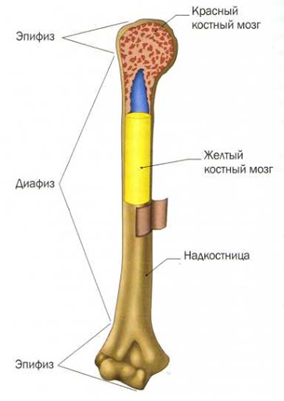 Эпифиз
Красный
костный мозг
Желтый
костный мозг
Диафиз
Надкостница
Эпифиз